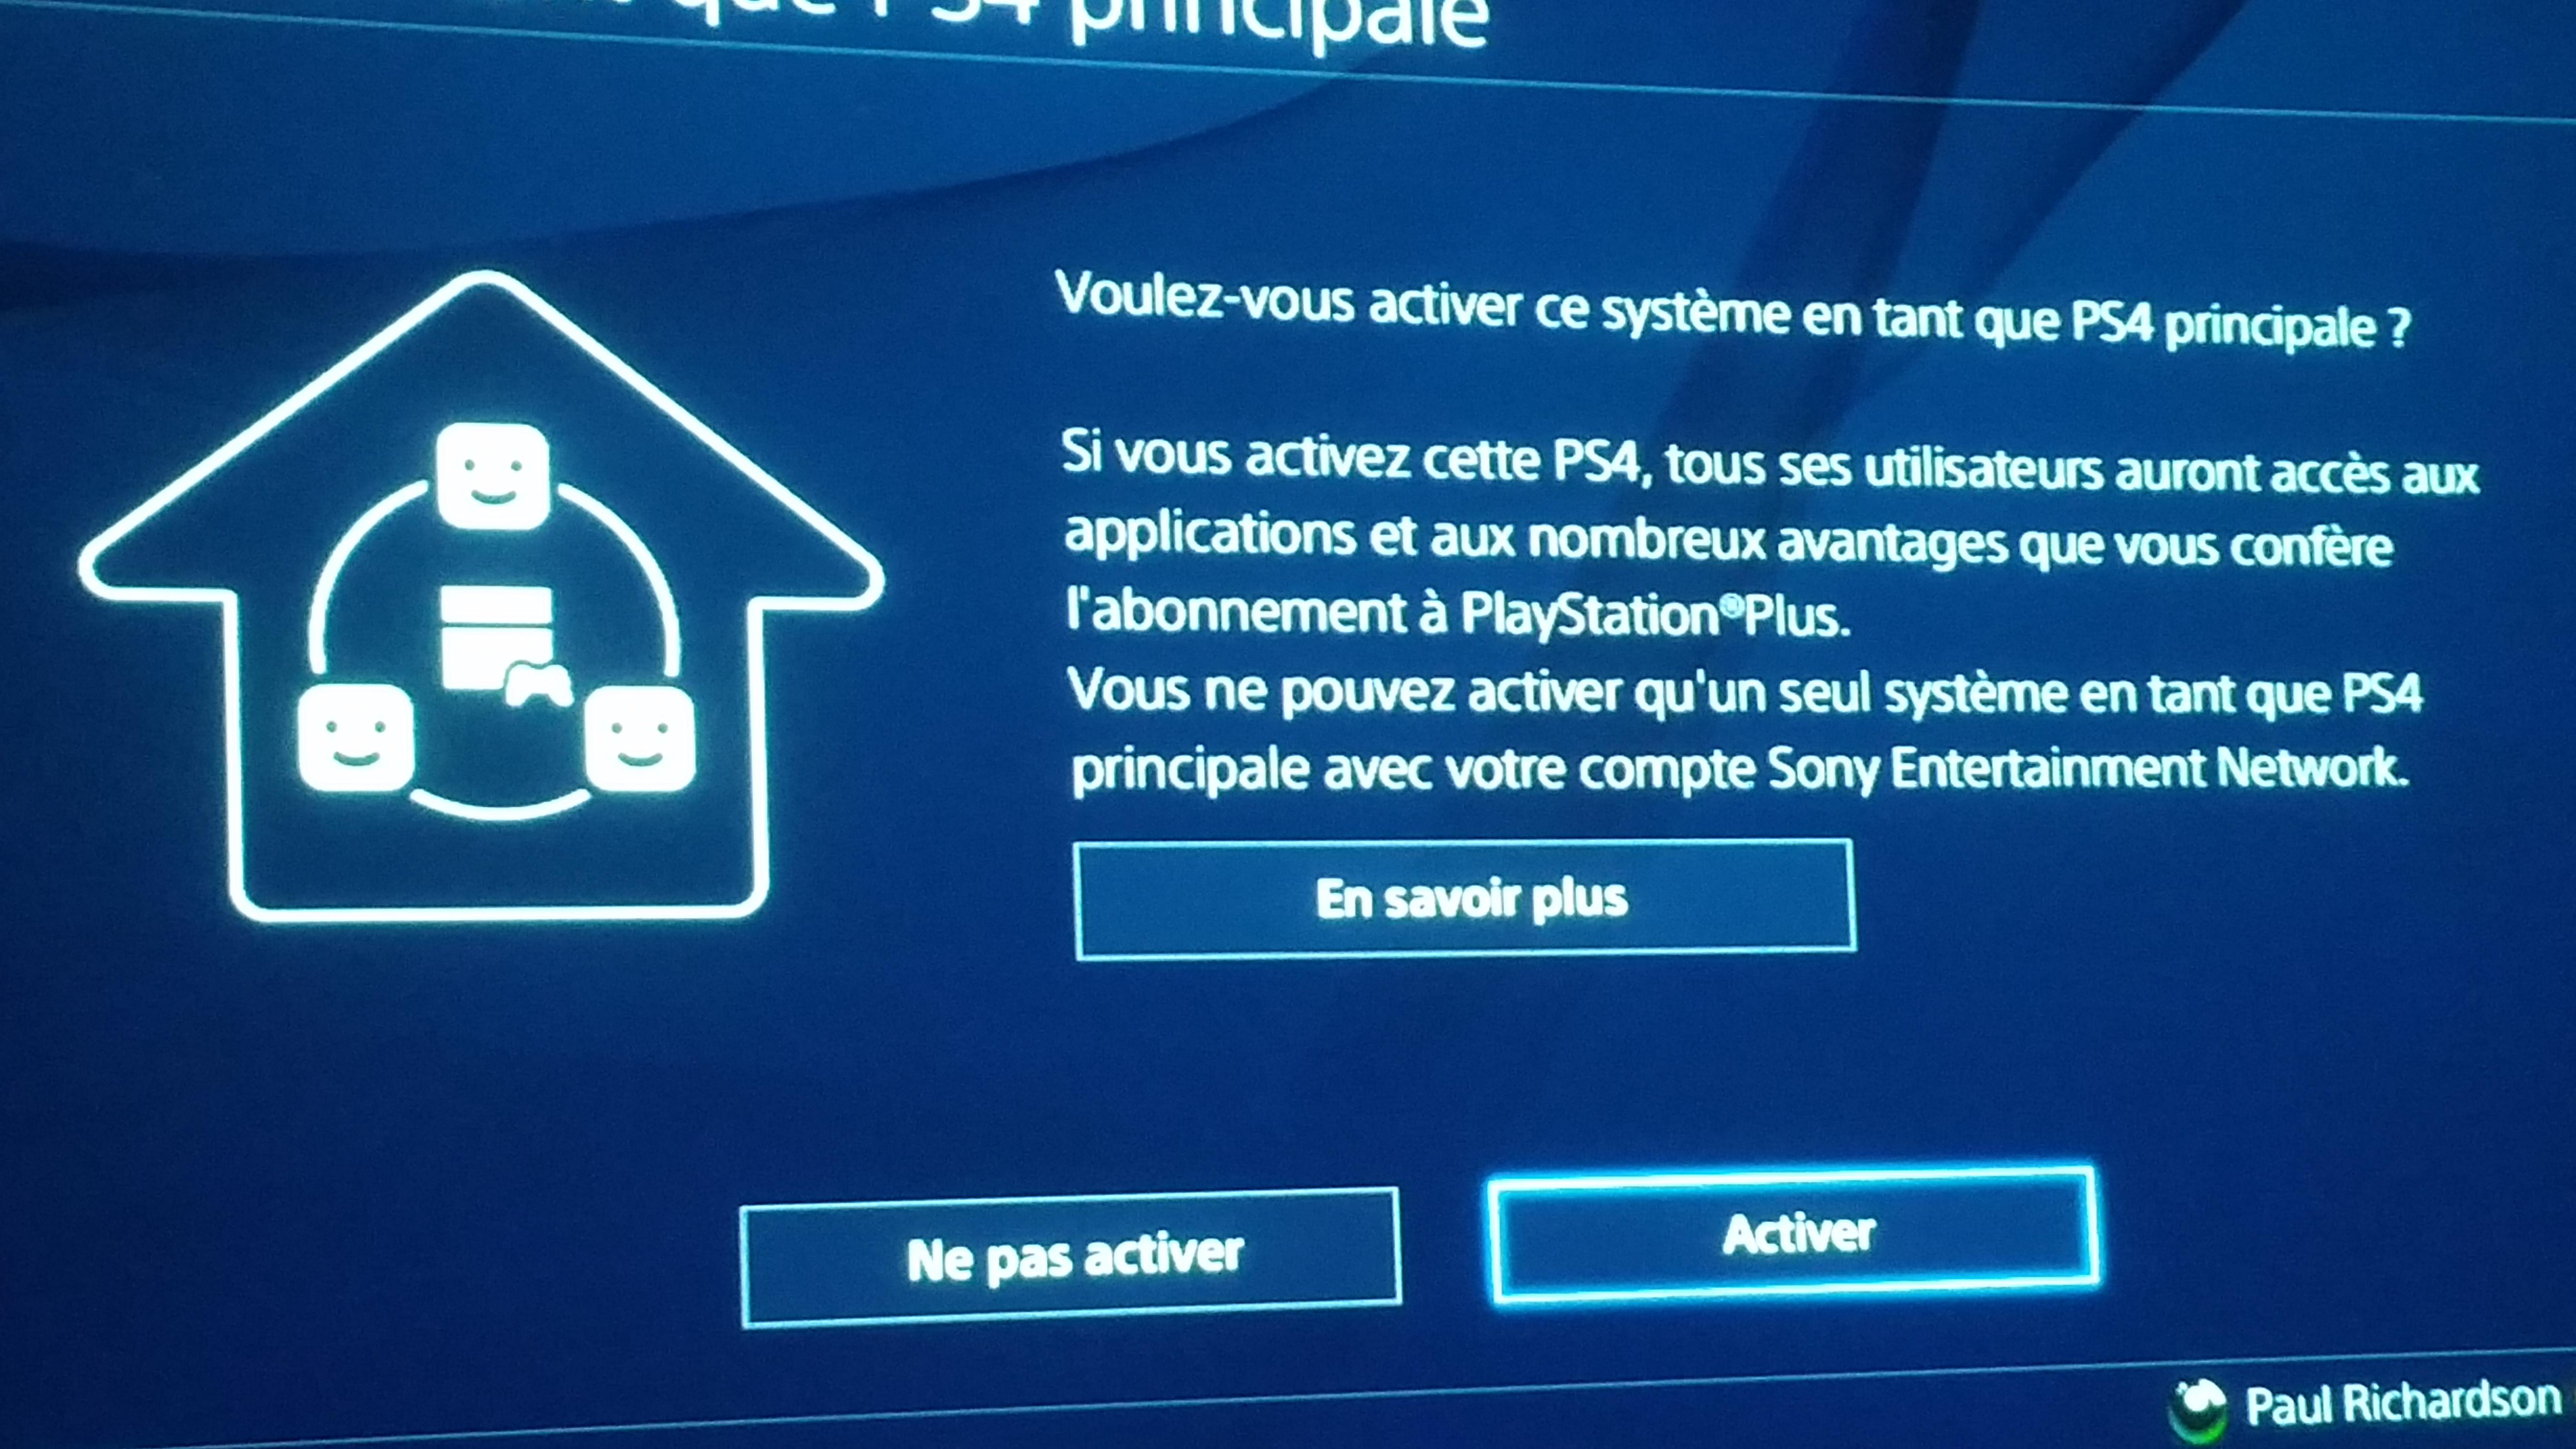 que PS4 principale
Voulez-vous activer ce système en tant que PS4 principale ?
Si vous activez cette PS4, tous ses utilisateurs auront accès aux
applications et aux nombreux avantages que vous confère
l'abonnement à PlayStation®Plus.
Vous ne pouvez activer qu'un seul système en tant que PS4
principale avec votre compte Sony Entertainment Network.
En savoir plus
Ne pas activer
Activer
Paul Richardson